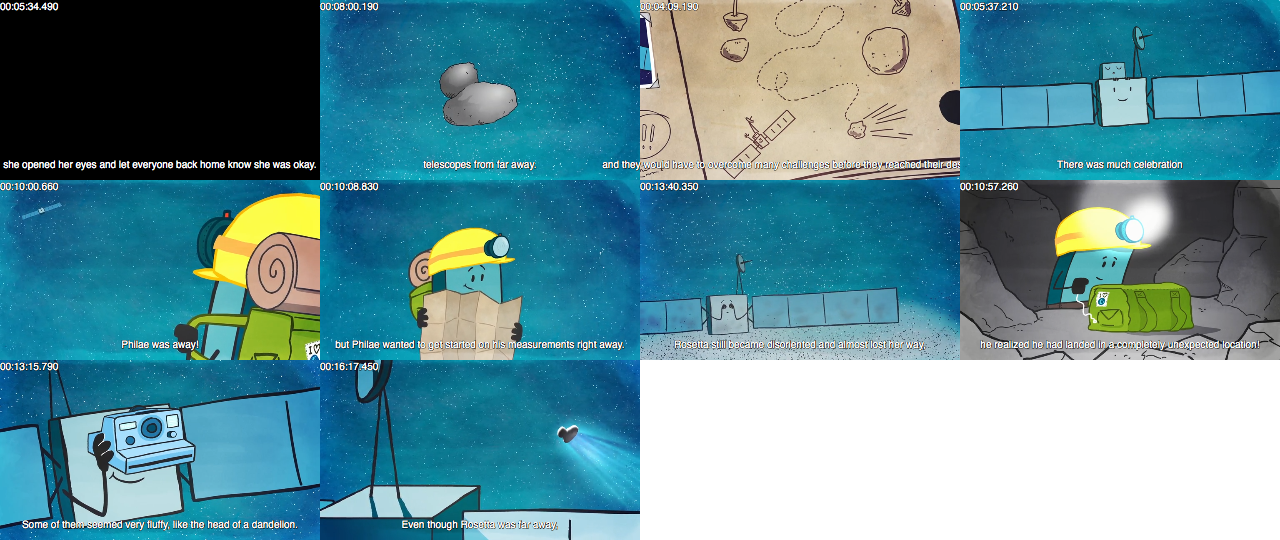 00:05:34.490
she opened her eyes and let everyone back home know she was okay.
00:08:00.190
telescopes from far away.
00:04:09.190
and they would have to overcome many challenges before they reached their
00:05:37.210
There was much celebration
00:10:00.660
Philae was away!
00:10:08.830
but Philae wanted to get started on his measurements right away.
00:13:40.350
Rosetta still became disoriented and almost lost her way.
00:10:57.260
he realized he had landed in a completely unexpected location!
00:13:15.790
Some of them seemed very fluffy, like the head of a dandelion.
00:16:17.450
Even though Rosetta was far away,